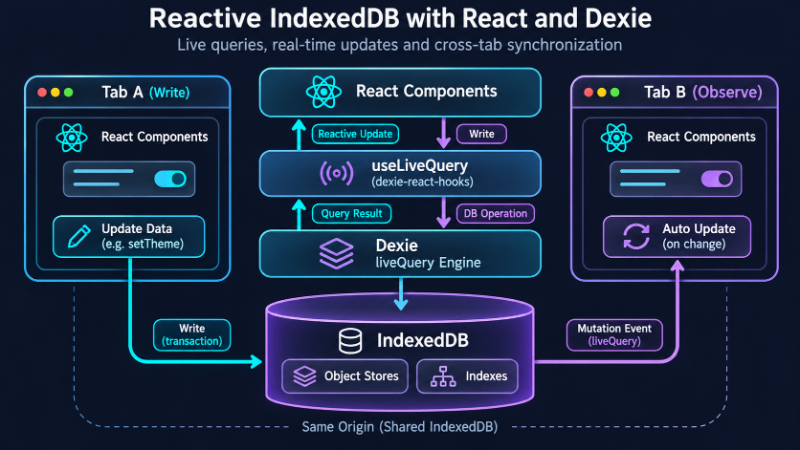 Reactive IndexedDB with React and Dexie
Live queries, real-time updates and cross-tab synchronization
Tab A (Write)
React Components
Update Data
(e.g. setTheme)
Write
(transaction)
React Components
Reactive Update
Write
useLiveQuery
(dexie-react-hooks)
Query Result
DB Operation
Dexie
liveQuery Engine
IndexedDB
Object Stores
Indexes
Tab B (Observe)
React Components
Auto Update
(on change)
Mutation Event
(liveQuery)
Same Origin (Shared IndexedDB)